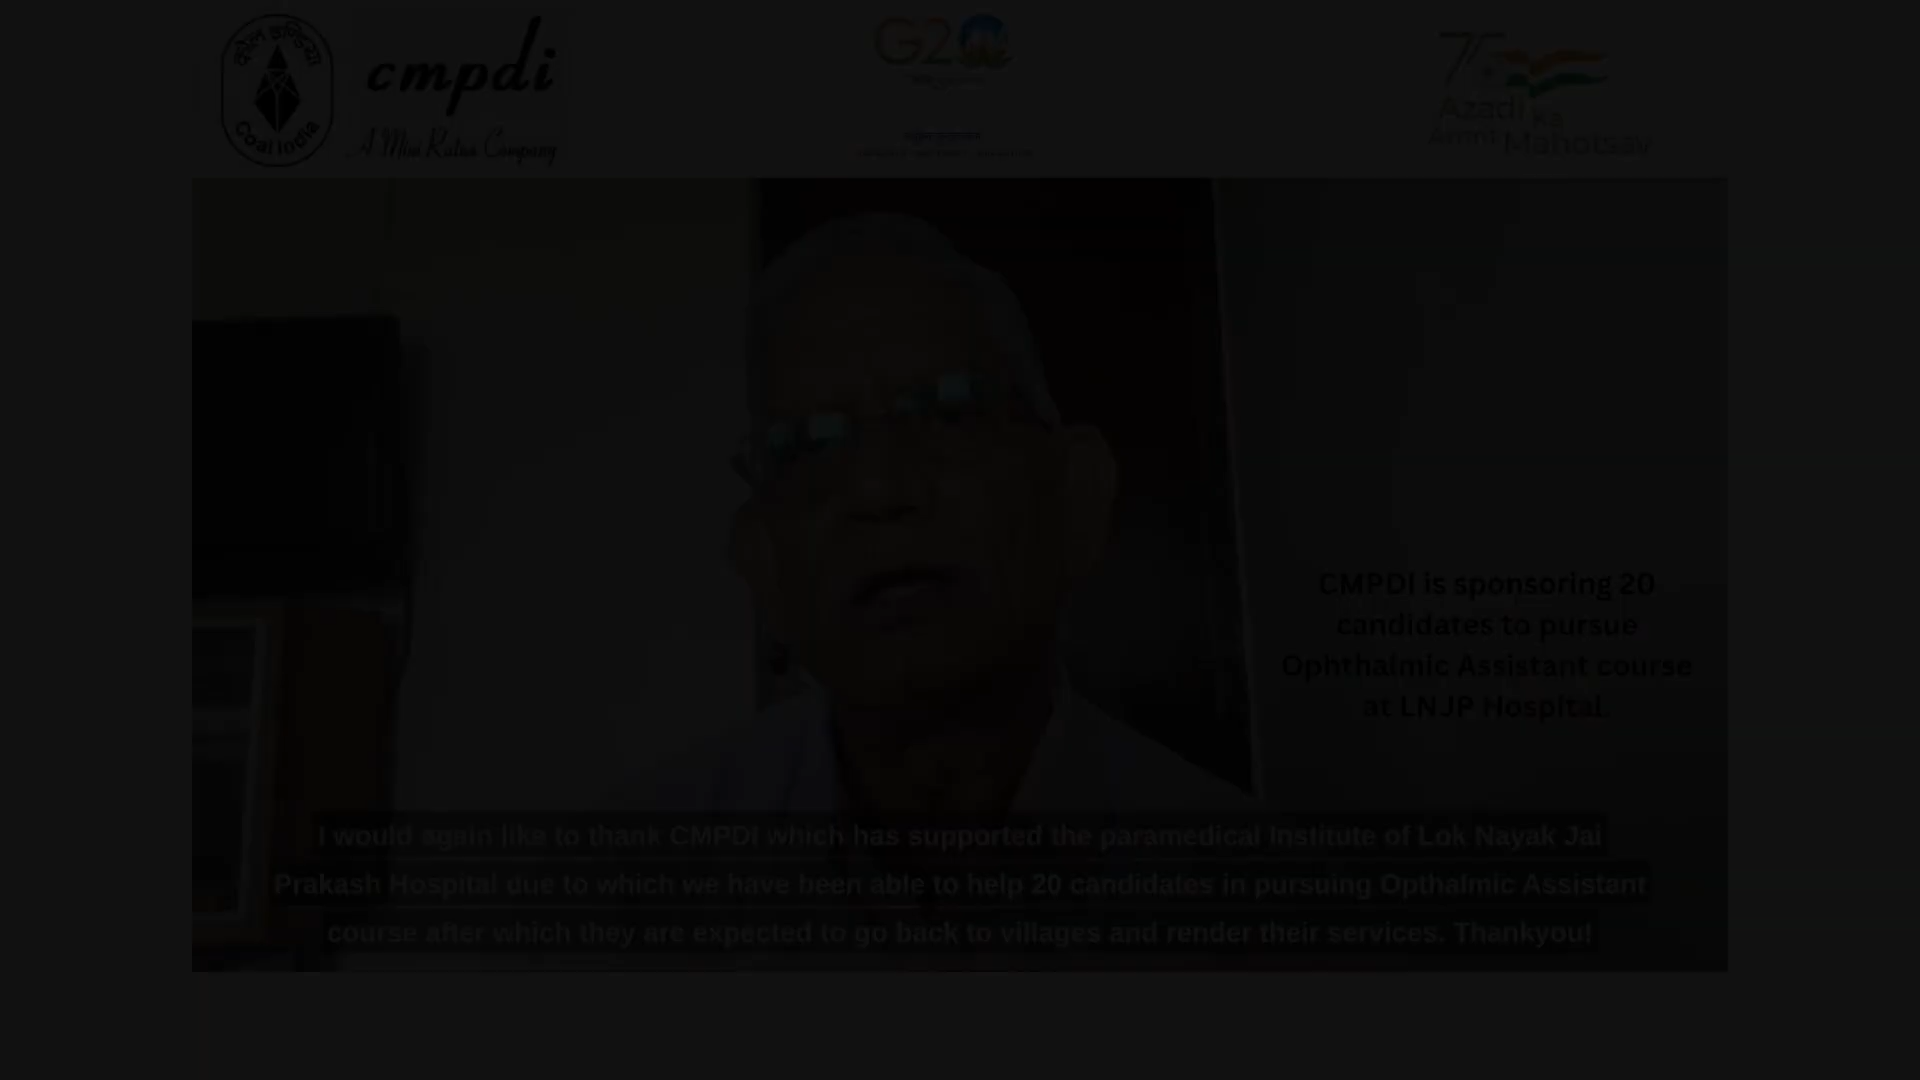 कोल इण्डिया
Coal India
cmpdi
A Mini Ratna Company
G20
75
Azadi Ka
Amrit Mahotsav
CMPDI is sponsoring 20
candidates to pursue
Ophthalmic Assistant course
at LNJP Hospital.
I would again like to thank CMPDI which has supported the paramedical Institute of Lok Nayak Jai
Prakash Hospital due to which we have been able to help 20 candidates in pursuing Opthalmic Assistant
course after which they are expected to go back to villages and render their services. Thankyou!